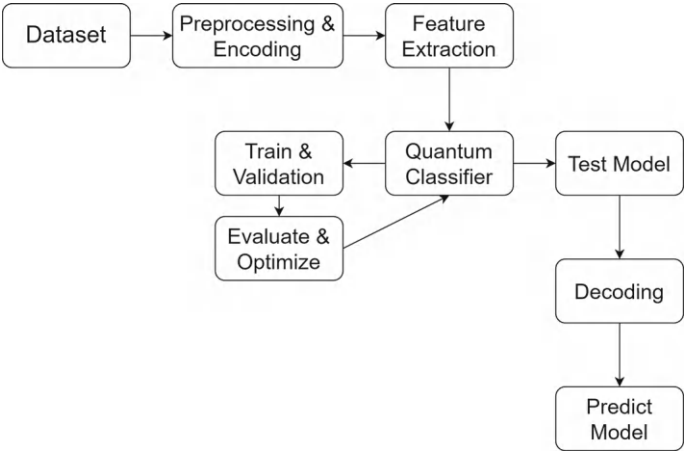 Dataset
Preprocessing &
Encoding
Feature
Extraction
Train &
Validation
Quantum
Classifier
Test Model
Evaluate &
Optimize
Decoding
Predict
Model